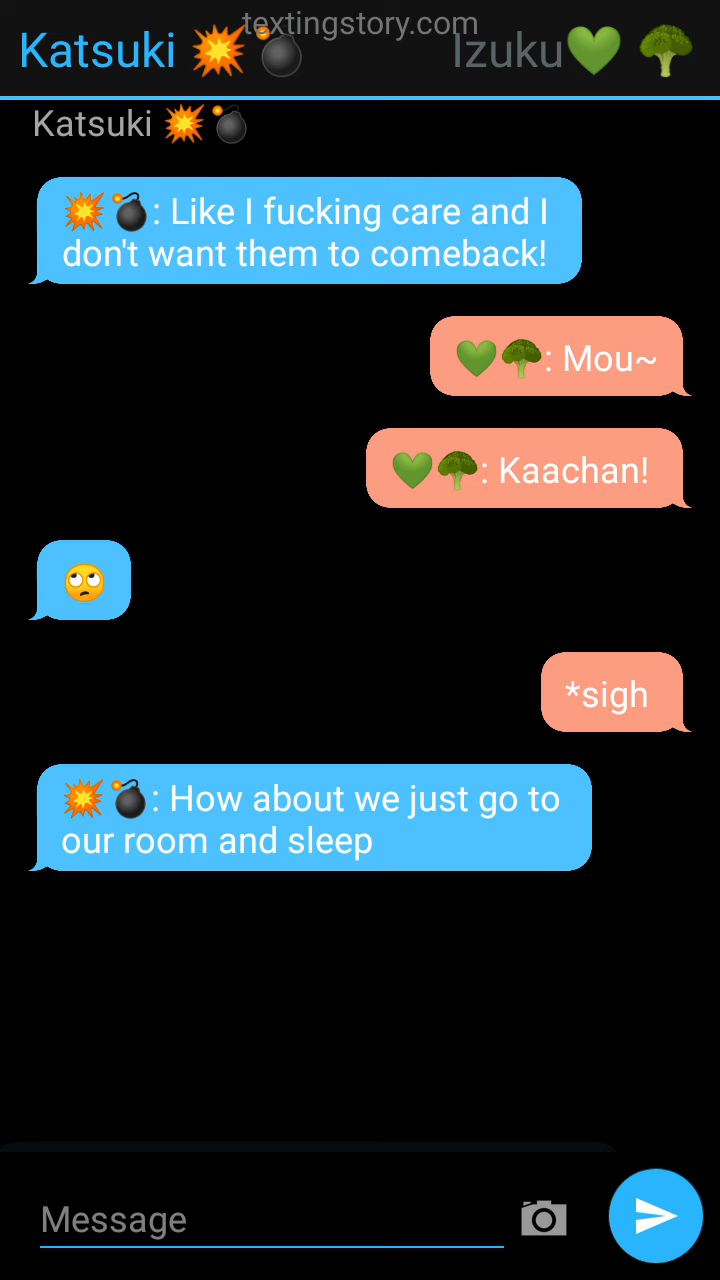 textingstory.com
Katsuki 💥💣 Izuku💚🥦
Katsuki 💥💣
💥💣: Like I fucking care and I
don't want them to comeback!
💚🥦: Mou~
💚🥦: Kaachan!
🙄
*sigh
💥💣: How about we just go to
our room and sleep
Message